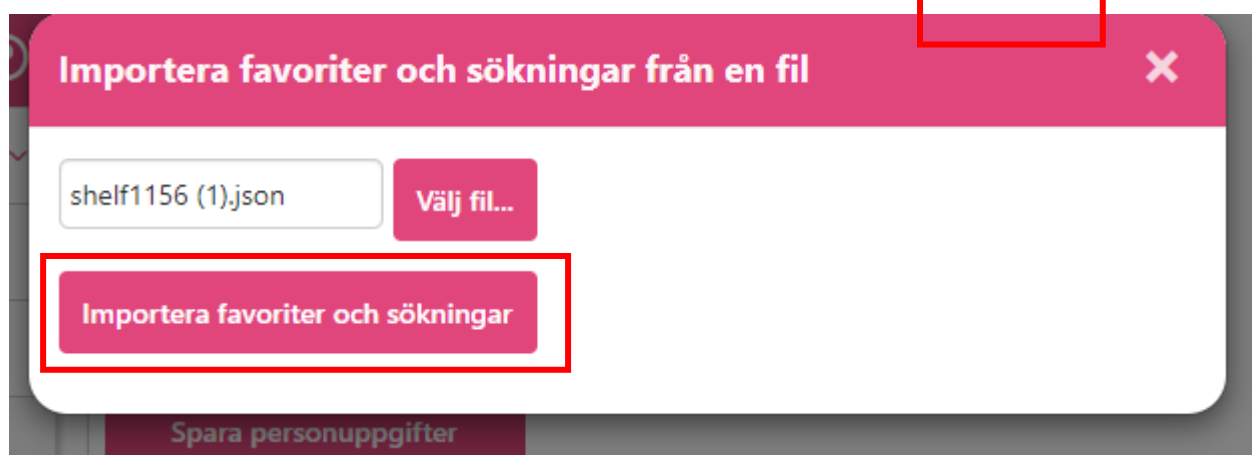 Importera favoriter och sökningar från en fil
shelf1156 (1).json
Välj fil...
Importera favoriter och sökningar
Spara personuppgifter